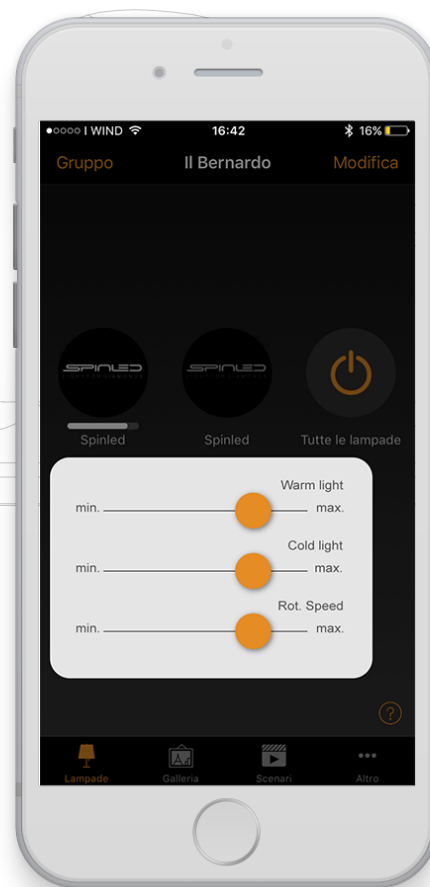 I WIND 16:42 16%
Gruppo Il Bernardo Modifica
SPINLED SPINLED
Spinled Spinled Tutte le lampade
Warm light
min. max.
Cold light
min. max.
Rot. Speed
min. max.
?
Lampade Galleria Scenari Altro